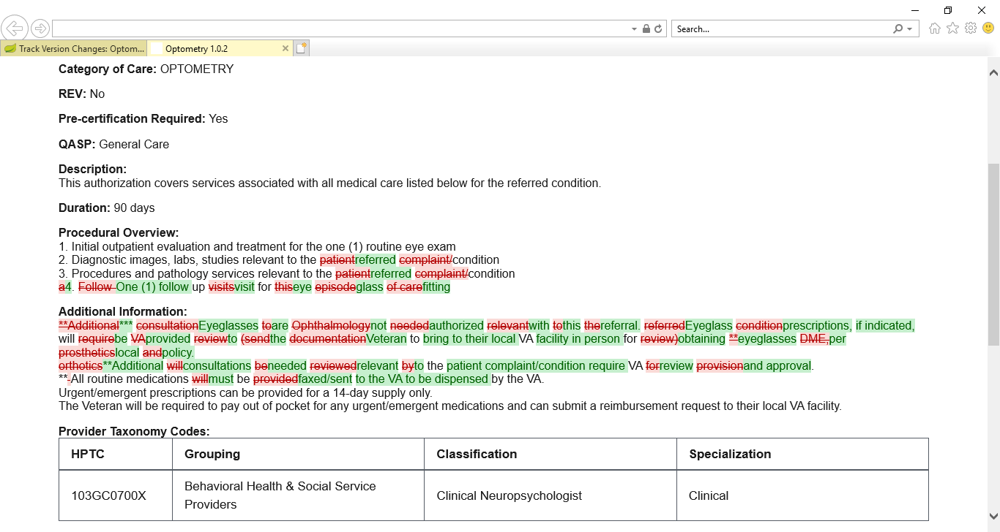 Search...
Track Version Changes: Optom...
Optometry 1.0.2
Category of Care: OPTOMETRY
REV: No
Pre-certification Required: Yes
QASP: General Care
Description:
This authorization covers services associated with all medical care listed below for the referred condition.
Duration: 90 days
Procedural Overview:
1. Initial outpatient evaluation and treatment for the one (1) routine eye exam
2. Diagnostic images, labs, studies relevant to the patientreferred complaint/condition
3. Procedures and pathology services relevant to the patientreferred complaint/condition
a4. Follow-One (1) follow up visitsvisit for thiseye episodeglass of carefitting
Additional Information:
**Additional*** consultationEyeglasses toare Ophthalmologynot neededauthorized relevantwith tothis thereferral. referredEyeglass conditionprescriptions, if indicated,
will requirebe VAprovided reviewto (sendthe documentationVeteran to bring to their local VA facility in person for review)obtaining **eyeglasses DME,per
prostheticslocal andpolicy.
orthotics**Additional willconsultations beneeded reviewedrelevant byto the patient complaint/condition require VA forreview provisionand approval.
**-All routine medications willmust be providedfaxed/sent to the VA to be dispensed by the VA.
Urgent/emergent prescriptions can be provided for a 14-day supply only.
The Veteran will be required to pay out of pocket for any urgent/emergent medications and can submit a reimbursement request to their local VA facility.
Provider Taxonomy Codes:
HPTC Grouping Classification Specialization
103GC0700X Behavioral Health & Social Service Clinical Neuropsychologist Clinical
Providers